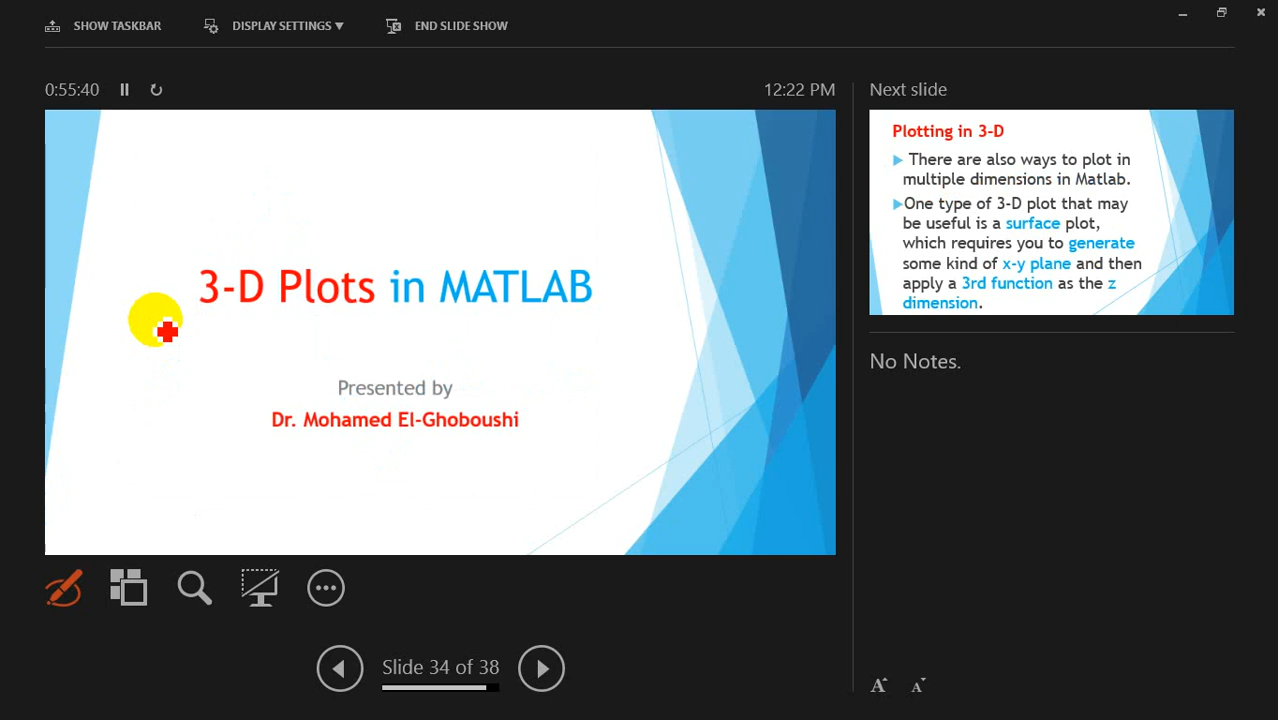 SHOW TASKBAR DISPLAY SETTINGS ▼ END SLIDE SHOW
0:55:40 12:22 PM
3-D Plots in MATLAB
Presented by
Dr. Mohamed El-Ghoboushi
Slide 34 of 38
Next slide
Plotting in 3-D
There are also ways to plot in
multiple dimensions in Matlab.
One type of 3-D plot that may
be useful is a surface plot,
which requires you to generate
some kind of x-y plane and then
apply a 3rd function as the z
dimension.
No Notes.
A A